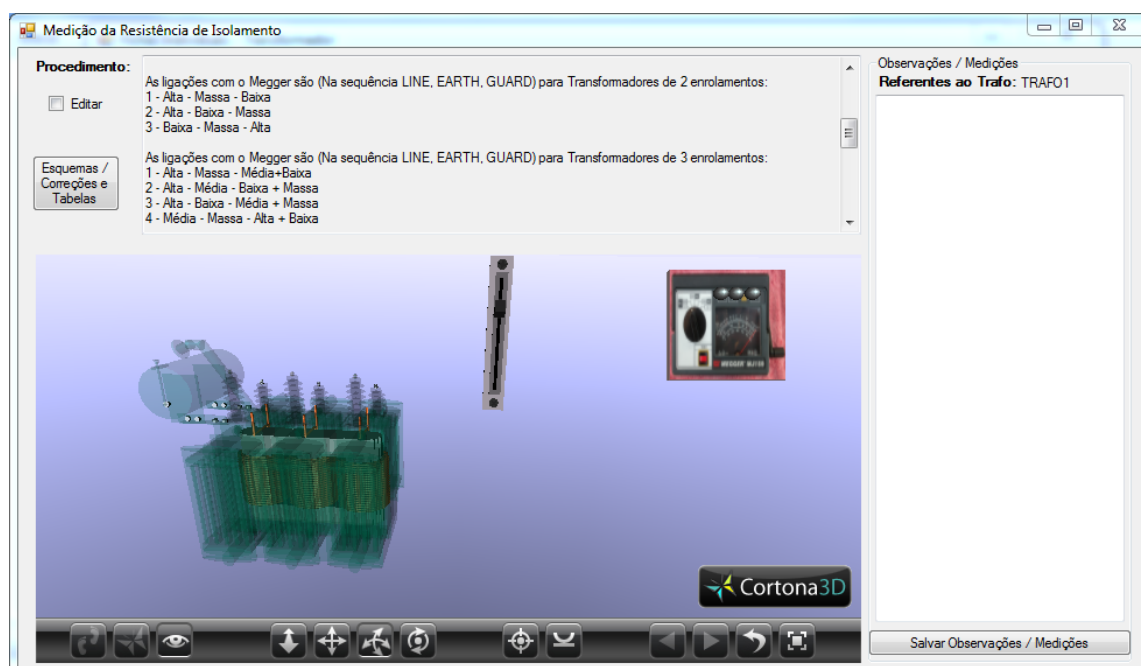 Medição da Resistência de Isolamento
Procedimento:
Editar
Esquemas /
Correções e
Tabelas
As ligações com o Megger são (Na sequência LINE, EARTH, GUARD) para Transformadores de 2 enrolamentos:
1 - Alta - Massa - Baixa
2 - Alta - Baixa - Massa
3 - Baixa - Massa - Alta
As ligações com o Megger são (Na sequência LINE, EARTH, GUARD) para Transformadores de 3 enrolamentos:
1 - Alta - Massa - Média+Baixa
2 - Alta - Média - Baixa + Massa
3 - Alta - Baixa - Média + Massa
4 - Média - Massa - Alta + Baixa
Observações / Medições
Referentes ao Trafo: TRAFO1
MEGGER
Cortona3D
Salvar Observações / Medições